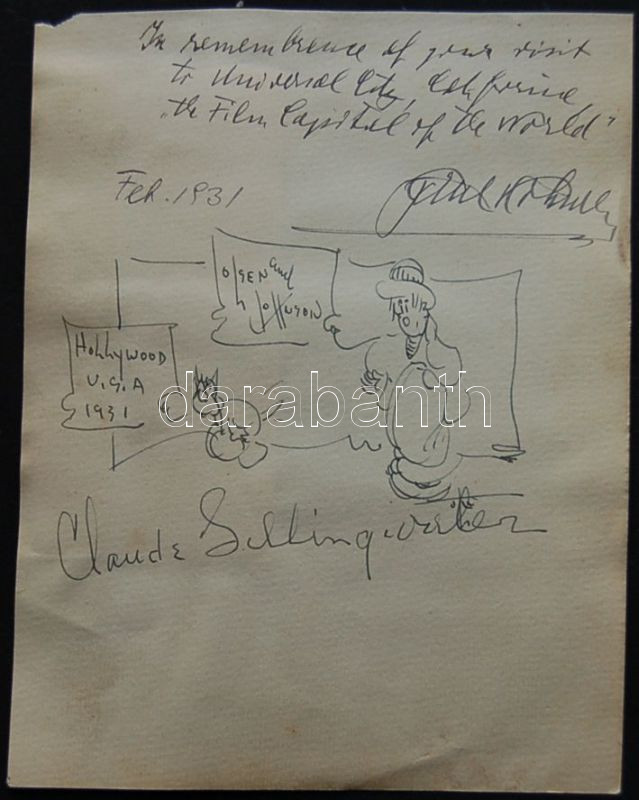 In remembrence of your visit
to Universal City, California
"the Film Capital of the World"
Feb. 1931
Olsen and
Johnson
Hollywood
U.S.A
1931
darabanth
Claude Gillingwater